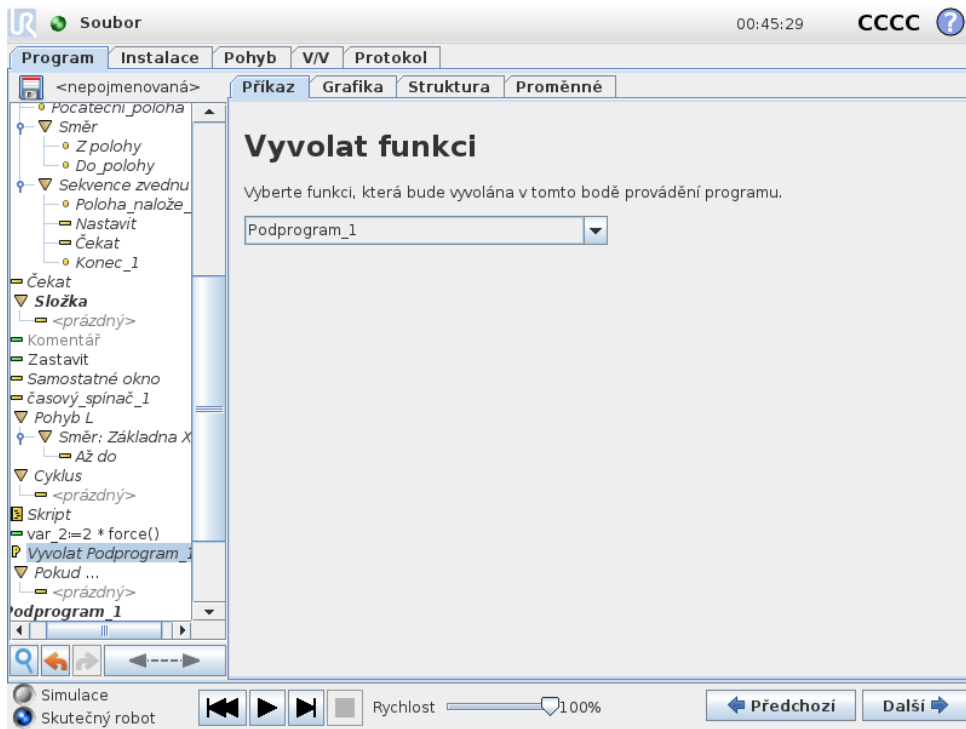 UR Soubor 00:45:29 CCCC ?
Program Instalace Pohyb V/V Protokol
<nepojmenovaná> Příkaz Grafika Struktura Proměnné
Pocatecni_poloha
Směr
Z polohy
Do_polohy
Sekvence zvednu
Poloha_nalože_
Nastavit
Čekat
Konec_1
Čekat
Složka
<prázdný>
Komentář
Zastavit
Samostatné okno
časový_spínač_1
Pohyb L
Směr: Základna X
Až do
Cyklus
<prázdný>
Skript
var_2:=2 * force()
Vyvolat Podprogram_1
Pokud ...
<prázdný>
Podprogram_1
Vyvolat funkci
Vyberte funkci, která bude vyvolána v tomto bodě provádění programu.
Podprogram_1
Simulace
Skutečný robot
Rychlost 100%
Předchozí Další